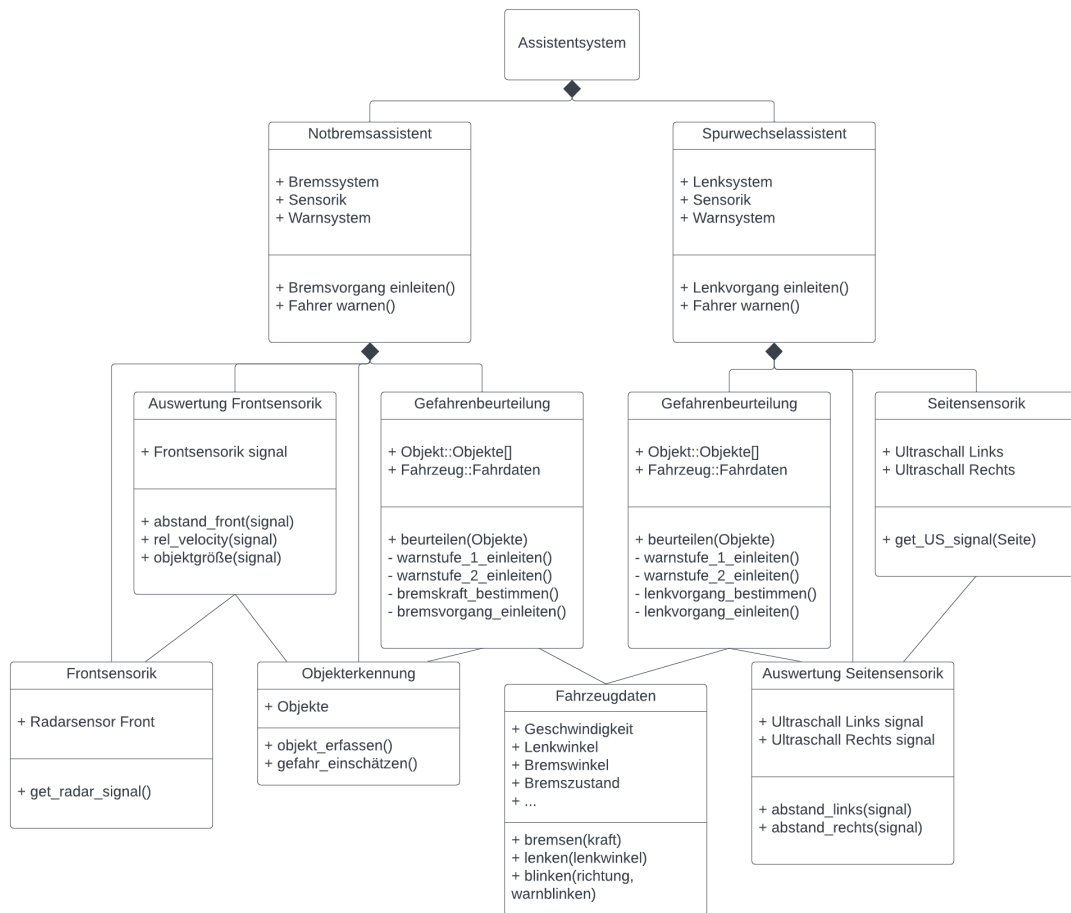 Assistentsystem
Notbremsassistent
+ Bremssystem
+ Sensorik
+ Warnsystem
+ Bremsvorgang einleiten()
+ Fahrer warnen()
Spurwechselassistent
+ Lenksystem
+ Sensorik
+ Warnsystem
+ Lenkvorgang einleiten()
+ Fahrer warnen()
Auswertung Frontsensorik
+ Frontsensorik signal
+ abstand_front(signal)
+ rel_velocity(signal)
+ objektgröße(signal)
Gefahrenbeurteilung
+ Objekt::Objekte[]
+ Fahrzeug::Fahrdaten
+ beurteilen(Objekte)
- warnstufe_1_einleiten()
- warnstufe_2_einleiten()
- bremskraft_bestimmen()
- bremsvorgang_einleiten()
Gefahrenbeurteilung
+ Objekt::Objekte[]
+ Fahrzeug::Fahrdaten
+ beurteilen(Objekte)
- warnstufe_1_einleiten()
- warnstufe_2_einleiten()
- lenkvorgang_bestimmen()
- lenkvorgang_einleiten()
Seitensensorik
+ Ultraschall Links
+ Ultraschall Rechts
+ get_US_signal(Seite)
Frontsensorik
+ Radarsensor Front
+ get_radar_signal()
Objekterkennung
+ Objekte
+ objekt_erfassen()
+ gefahr_einschätzen()
Fahrzeugdaten
+ Geschwindigkeit
+ Lenkwinkel
+ Bremswinkel
+ Bremszustand
+ ...
+ bremsen(kraft)
+ lenken(lenkwinkel)
+ blinken(richtung,
warnblinken)
Auswertung Seitensensorik
+ Ultraschall Links signal
+ Ultraschall Rechts signal
+ abstand_links(signal)
+ abstand_rechts(signal)